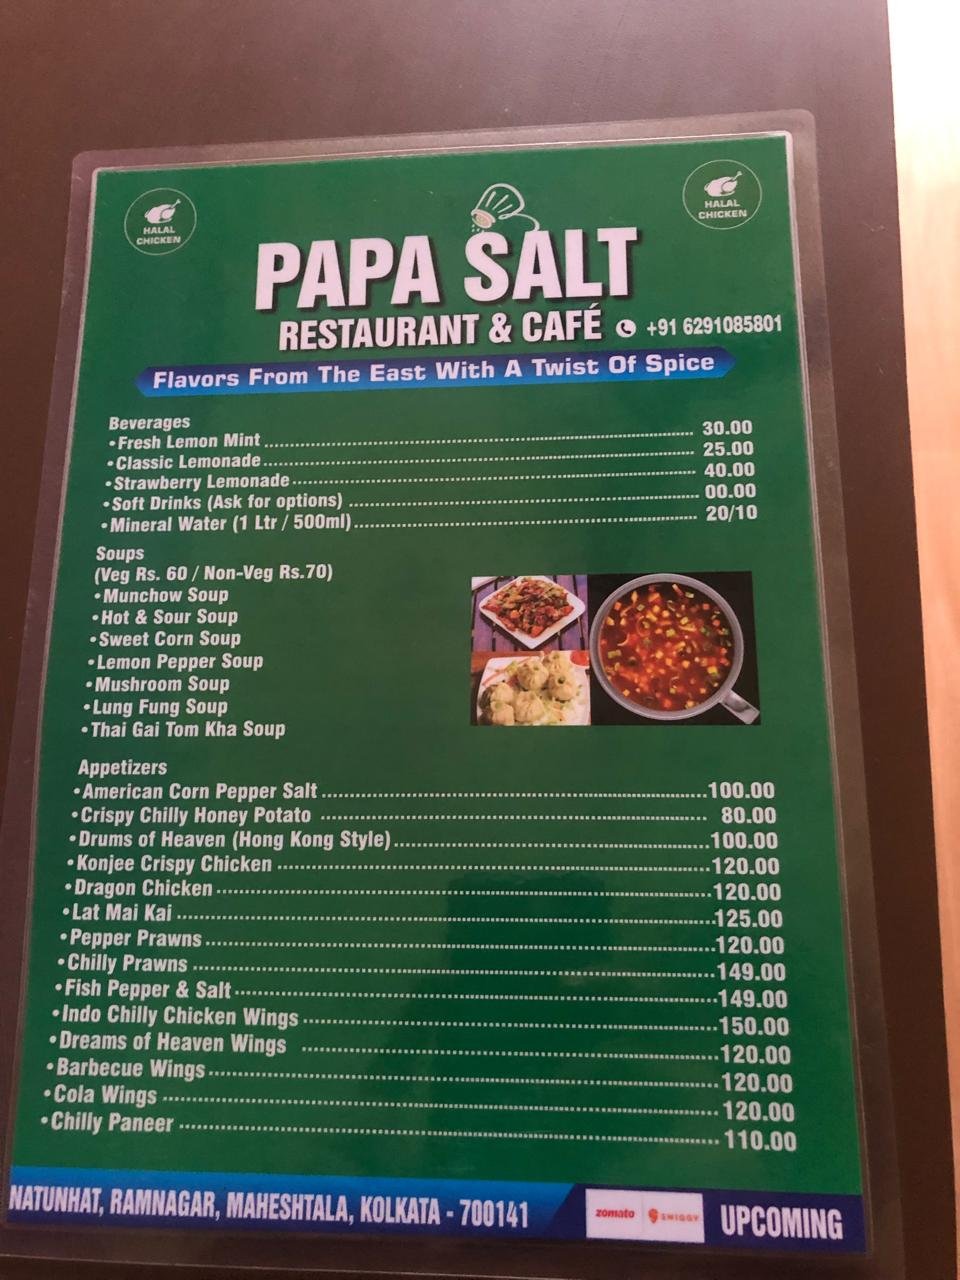 HALAL CHICKEN
HALAL CHICKEN
PAPA SALT
RESTAURANT & CAFÉ +91 6291085801
Flavors From The East With A Twist Of Spice
Beverages
•Fresh Lemon Mint 30.00
•Classic Lemonade 25.00
•Strawberry Lemonade 40.00
•Soft Drinks (Ask for options) 00.00
•Mineral Water (1 Ltr / 500ml) 20/10
Soups
(Veg Rs. 60 / Non-Veg Rs.70)
•Munchow Soup
•Hot & Sour Soup
•Sweet Corn Soup
•Lemon Pepper Soup
•Mushroom Soup
•Lung Fung Soup
•Thai Gai Tom Kha Soup
Appetizers
•American Corn Pepper Salt 100.00
•Crispy Chilly Honey Potato 80.00
•Drums of Heaven (Hong Kong Style) 100.00
•Konjee Crispy Chicken 120.00
•Dragon Chicken 120.00
•Lat Mai Kai 125.00
•Pepper Prawns 120.00
•Chilly Prawns 149.00
•Fish Pepper & Salt 149.00
•Indo Chilly Chicken Wings 150.00
•Dreams of Heaven Wings 120.00
•Barbecue Wings 120.00
•Cola Wings 120.00
•Chilly Paneer 110.00
NATUNHAT, RAMNAGAR, MAHESHTALA, KOLKATA - 700141 zomato SWIGGY UPCOMING